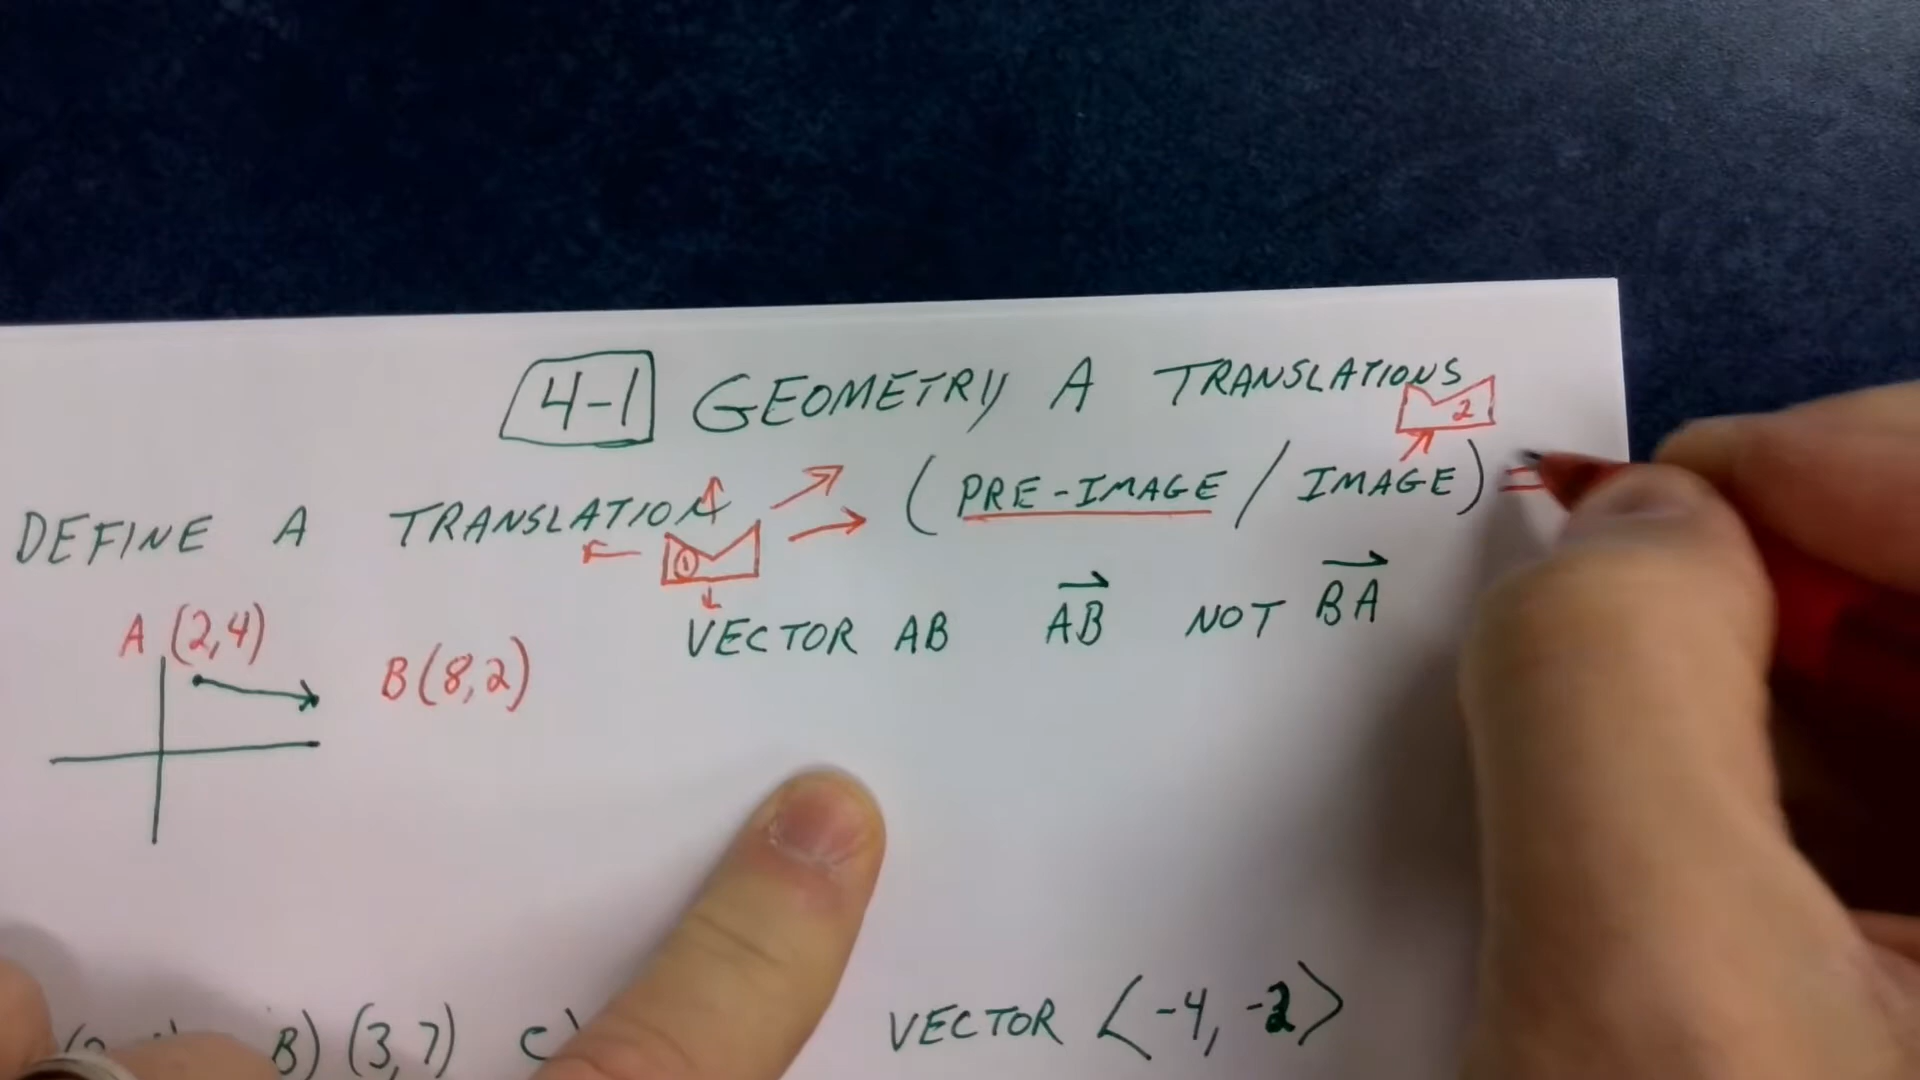 4-1 GEOMETRY A TRANSLATIONS
2
DEFINE A TRANSLATION (PRE-IMAGE / IMAGE) =
1
A (2,4) B(8,2) VECTOR AB AB NOT BA
B) (3,7) C) VECTOR <-4, -2>